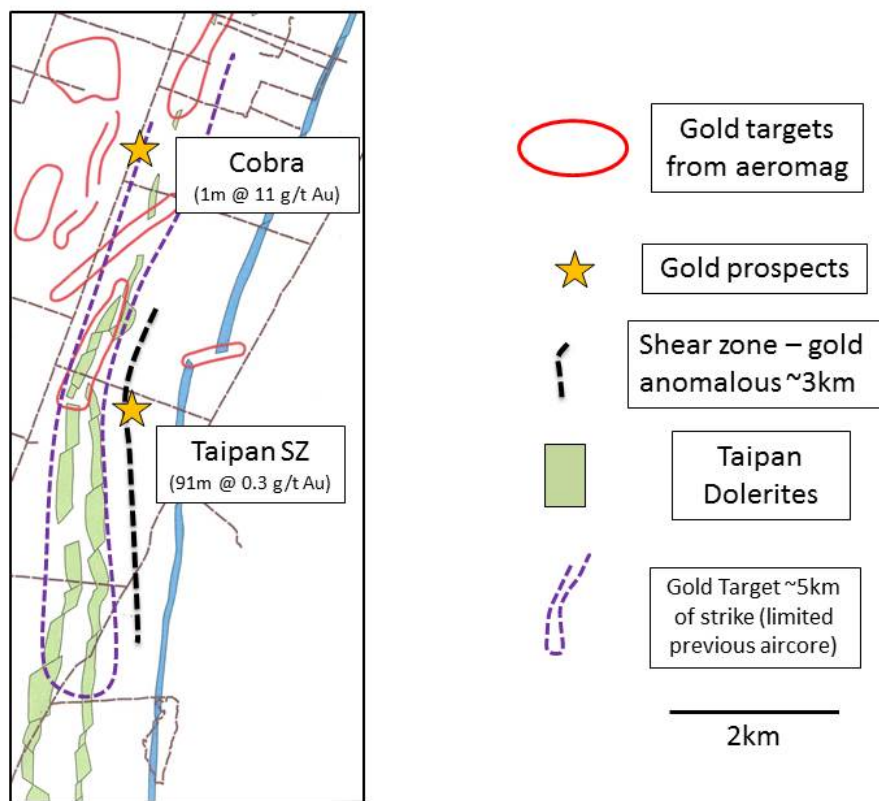 Cobra
(1m @ 11 g/t Au)
Taipan SZ
(91m @ 0.3 g/t Au)
Gold targets
from aeromag
Gold prospects
Shear zone – gold
anomalous ~3km
Taipan
Dolerites
Gold Target ~5km
of strike (limited
previous aircore)
2km